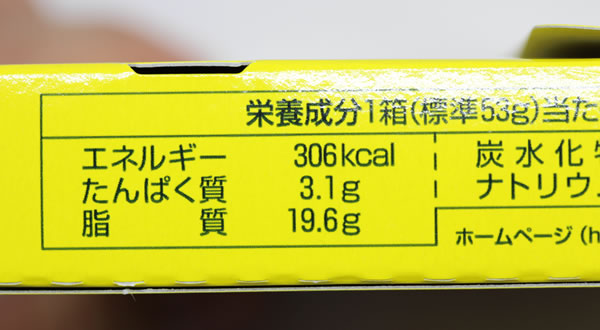 栄養成分1箱(標準53g)当た
エネルギー 306kcal
たんぱく質 3.1g
脂質 19.6g
炭水化
ナトリウ
ホームページ(h